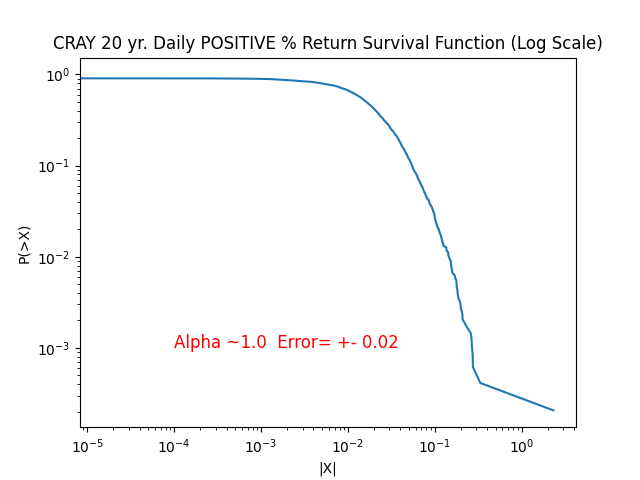 CRAY 20 yr. Daily POSITIVE % Return Survival Function (Log Scale)
10⁰
10⁻¹
10⁻²
10⁻³
P(>X)
Alpha ~1.0  Error= +- 0.02
10⁻⁵ 10⁻⁴ 10⁻³ 10⁻² 10⁻¹ 10⁰
|X|